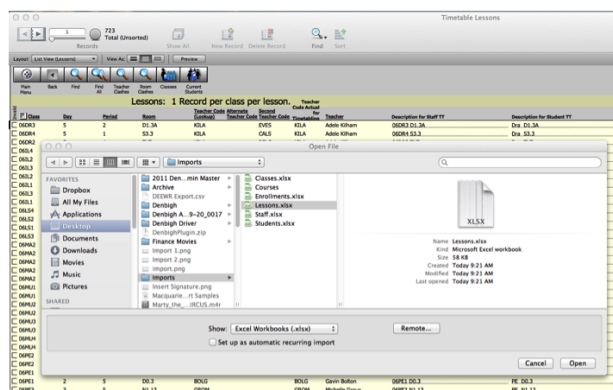 Timetable Lessons
1
723
Total (Unsorted)
Records
Show All
New Record
Delete Record
Find
Sort
Layout: List View (Lessons)
View As:
Preview
Main Menu
Back
Find
Find All
Teacher Clashes
Room Clashes
Classes
Current Students
Lessons: 1 Record per class per lesson.
Class
Day
Period
Room
Teacher Code (Lookup)
Alternate Teacher Code
Second Teacher Code
Teacher Code Actual for Timetabling
Teacher
Description for Staff TT
Description for Student TT
06DR3 5 2 D1.3A KILA EVES KILA Adele Kilham 06DR3 D1.3A Dra D1.3A
06DR4 5 1 S3.3 KILA CALS KILA Adele Kilham 06DR4 S3.3 Dra S3.3
06DR2
Open File
Imports
FAVORITES
Dropbox
All My Files
Applications
Desktop
Documents
Downloads
Movies
Music
Pictures
SHARED
2011 Den...min Master
Archive
DEEWR Export.csv
Denbigh
Denbigh A...9-20_0017
Denbigh Driver
DenbighPlugin.zip
Finance Movies
Import 1.png
Import 2.png
import.png
Imports
Insert Signature.png
Macquarie...rt Samples
Marty_the_...IRCUS.m4r
Classes.xlsx
Courses
Enrollments.xlsx
Lessons.xlsx
Staff.xlsx
Students.xlsx
XLSX
Name Lessons.xlsx
Kind Microsoft Excel workbook
Size 58 KB
Created Today 9:21 AM
Modified Today 9:21 AM
Last opened Today 9:21 AM
Show: Excel Workbooks (.xlsx)
Remote...
Set up as automatic recurring import
Cancel
Open
06PE2
06PE1
06PE1 2 5 D0.3 BOLG BOLG Gavin Bolton 06PE1 D0.3 PE D0.3